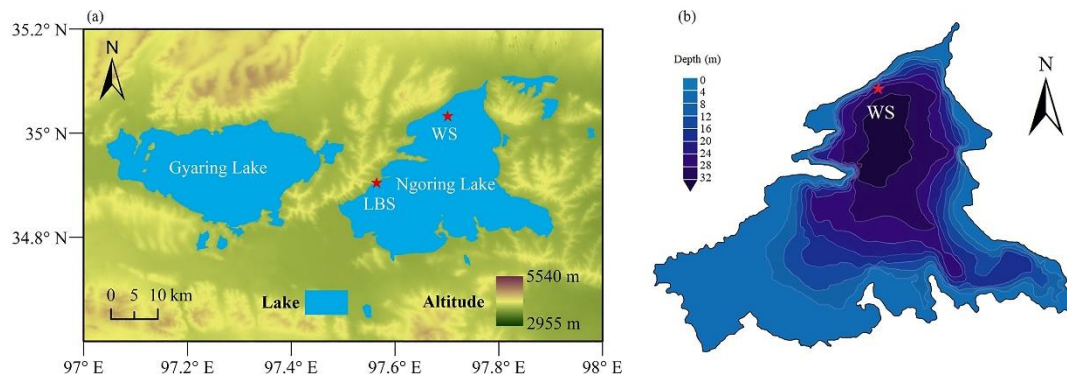 (a)
35.2° N
35° N
34.8° N
N
WS
Gyaring Lake
Ngoring Lake
LBS
0 5 10 km
Lake
Altitude
5540 m
2955 m
97° E
97.2° E
97.4° E
97.6° E
97.8° E
98° E
(b)
Depth (m)
0
4
8
12
16
20
24
28
32
WS
N